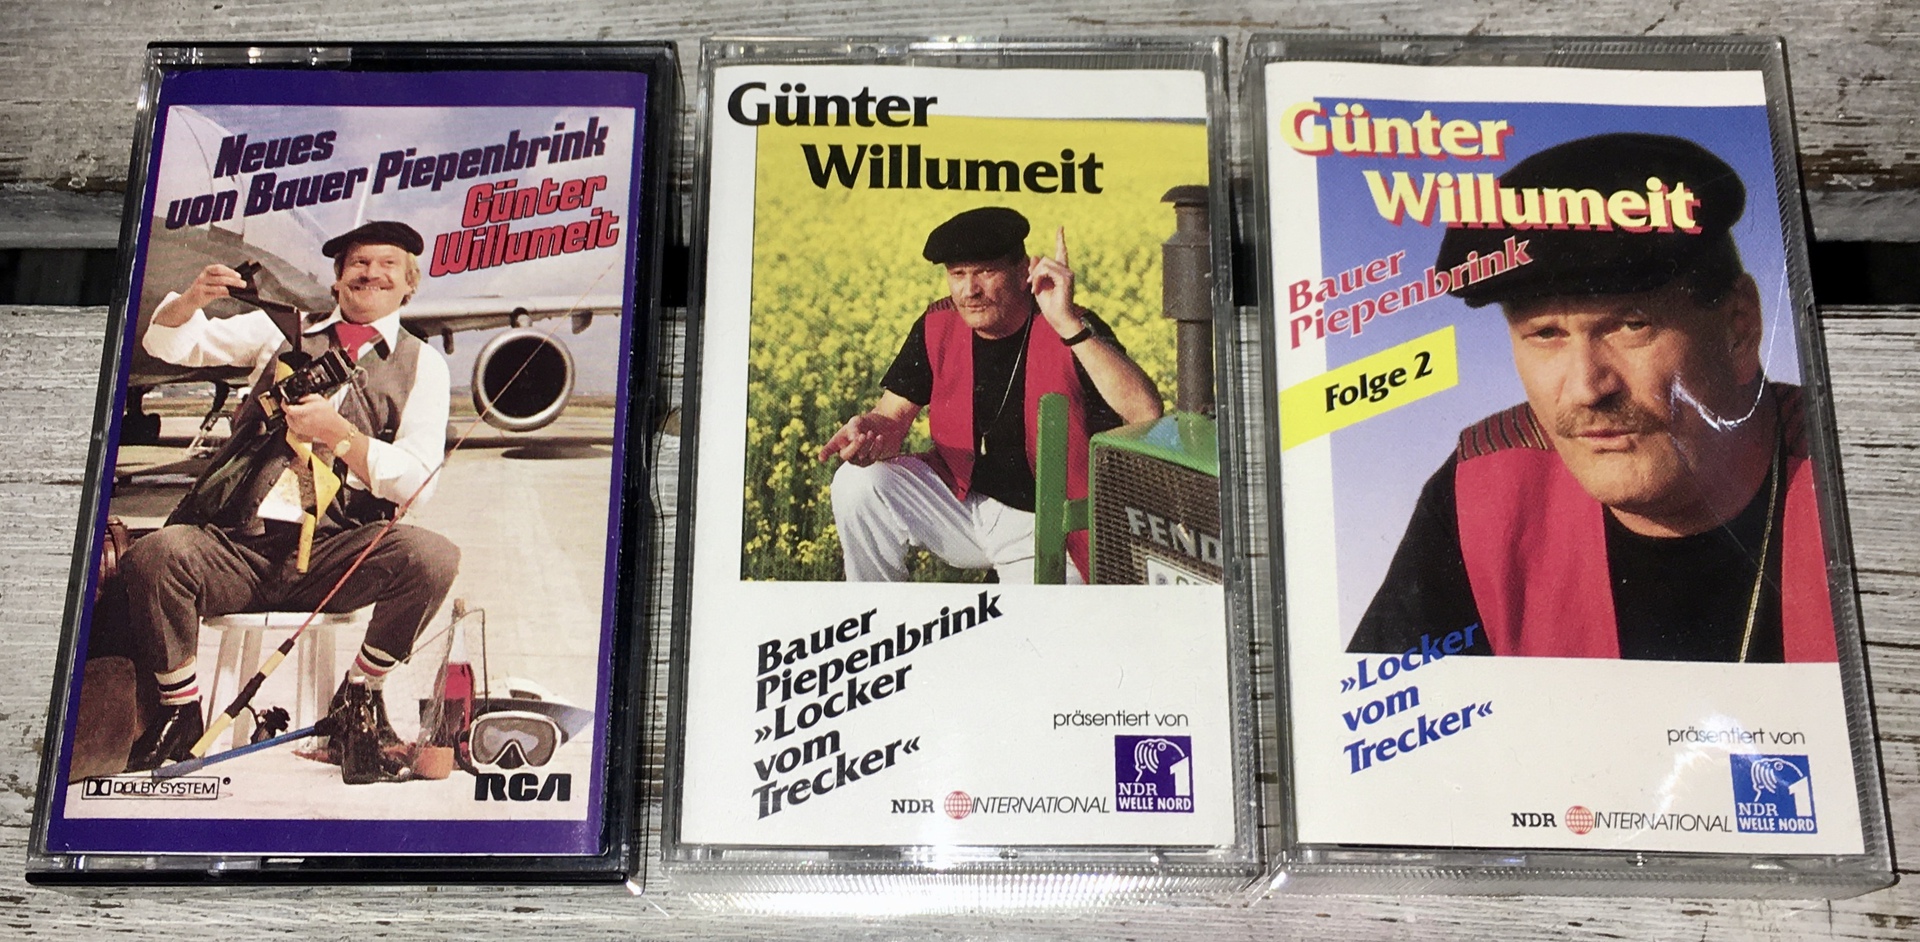 Neues
von Bauer Piepenbrink
Günter
Willumeit
DOLBY SYSTEM
RCA
Günter
Willumeit
FEND
Bauer
Piepenbrink
»Locker
vom
Trecker«
präsentiert von
NDR INTERNATIONAL
NDR 1
WELLE NORD
Günter
Willumeit
Bauer
Piepenbrink
Folge 2
»Locker
vom
Trecker«
präsentiert von
NDR INTERNATIONAL
NDR 1
WELLE NORD